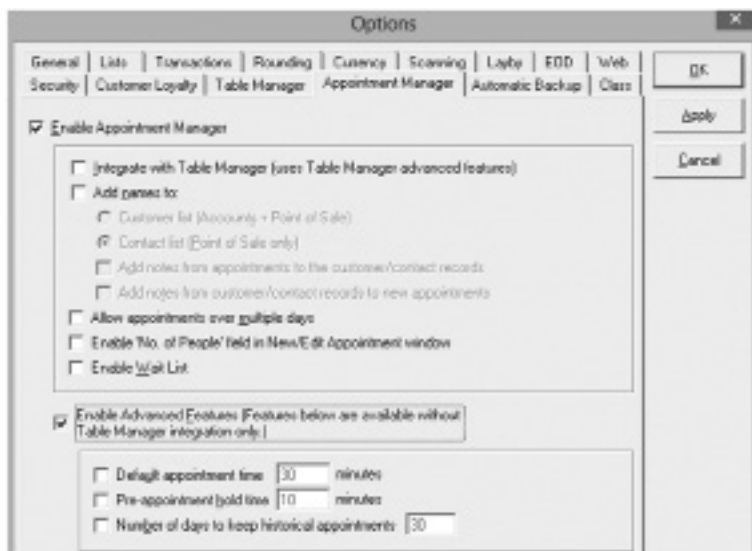 Options
General | Lists | Transactions | Rounding | Currency | Scanning | Layby | EOD | Web
Security | Customer Loyalty | Table Manager | Appointment Manager | Automatic Backup | Class
OK
Apply
Cancel
Enable Appointment Manager
Integrate with Table Manager (uses Table Manager advanced features)
Add names to:
Customer list (Accounts + Point of Sale)
Contact list (Point of Sale only)
Add notes from appointments to the customer/contact records
Add notes from customer/contact records to new appointments
Allow appointments over multiple days
Enable 'No. of People' field in New/Edit Appointment window
Enable Wait List
Enable Advanced Features (Features below are available without
Table Manager integration only.)
Default appointment time 30 minutes
Pre-appointment hold time 10 minutes
Number of days to keep historical appointments 30